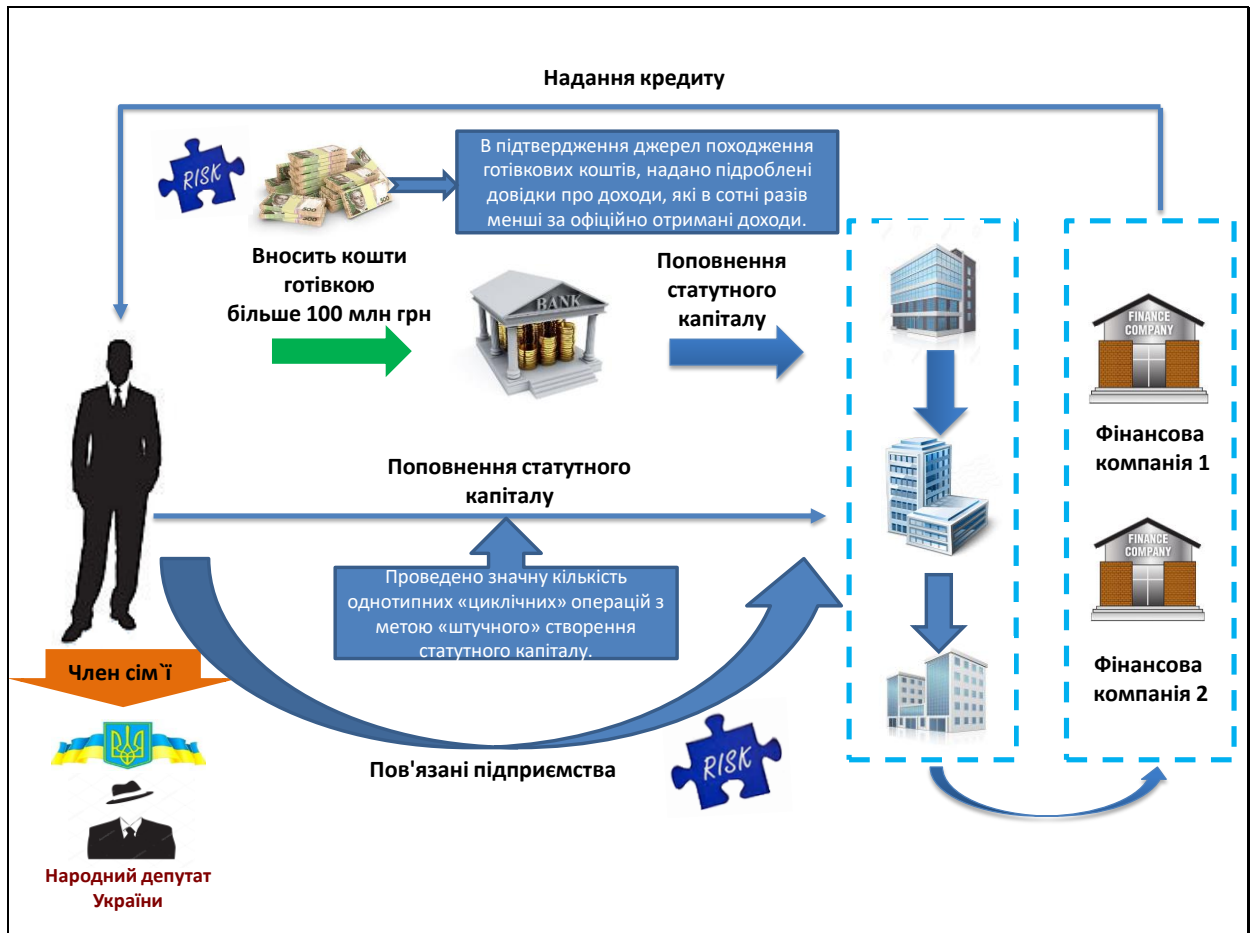 Надання кредиту
RISK
В підтвердження джерел походження
готівкових коштів, надано підроблені
довідки про доходи, які в сотні разів
менші за офіційно отримані доходи.
Вносить кошти
готівкою
більше 100 млн грн
BANK
Поповнення
статутного
капіталу
FINANCE
COMPANY
Фінансова
компанія 1
Поповнення статутного
капіталу
Проведено значну кількість
однотипних «циклічних» операцій з
метою «штучного» створення
статутного капіталу.
FINANCE
COMPANY
Фінансова
компанія 2
Член сім`ї
Пов'язані підприємства
RISK
Народний депутат
України